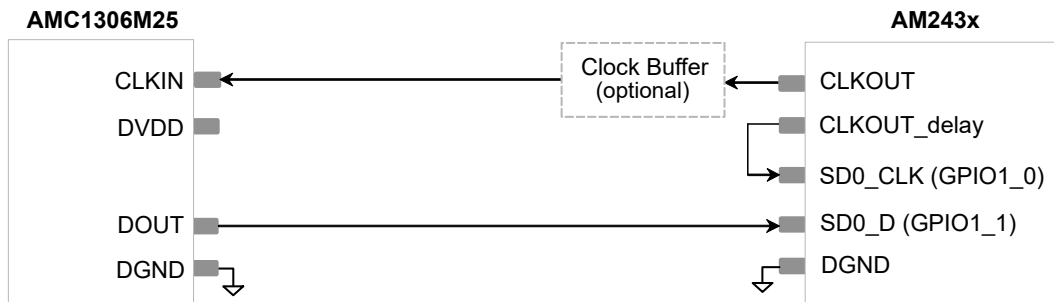 AMC1306M25
AM243x
CLKIN
Clock Buffer
(optional)
CLKOUT
DVDD
CLKOUT_delay
SD0_CLK (GPIO1_0)
DOUT
SD0_D (GPIO1_1)
DGND
DGND